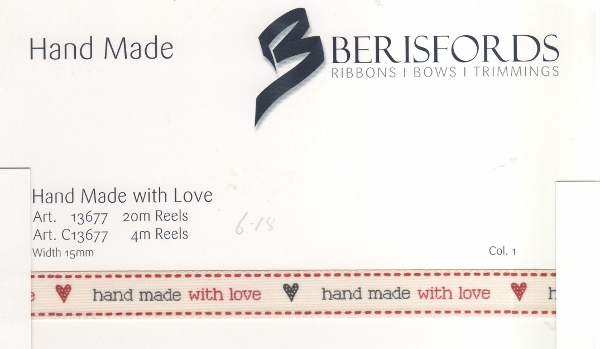 Hand Made
BERISFORDS
RIBBONS | BOWS | TRIMMINGS
Hand Made with Love
Art. 13677 20m Reels
Art. C13677 4m Reels
6-18
Width 15mm
Col. 1
e hand made with love hand made with love h